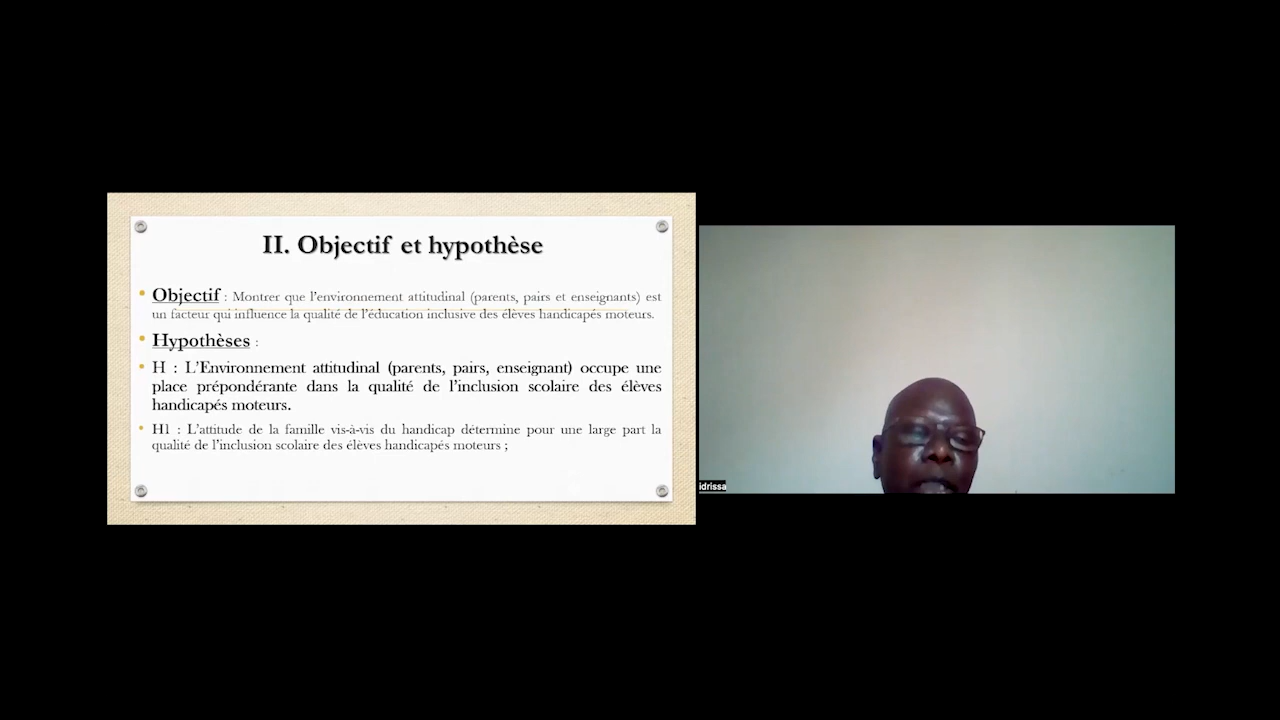 II. Objectif et hypothèse
• Objectif : Montrer que l'environnement attitudinal (parents, pairs et enseignants) est
un facteur qui influence la qualité de l'éducation inclusive des élèves handicapés moteurs.
• Hypothèses :
• H : L'Environnement attitudinal (parents, pairs, enseignant) occupe une
place prépondérante dans la qualité de l'inclusion scolaire des élèves
handicapés moteurs.
• H1 : L'attitude de la famille vis-à-vis du handicap détermine pour une large part la
qualité de l'inclusion scolaire des élèves handicapés moteurs ;
idrissa